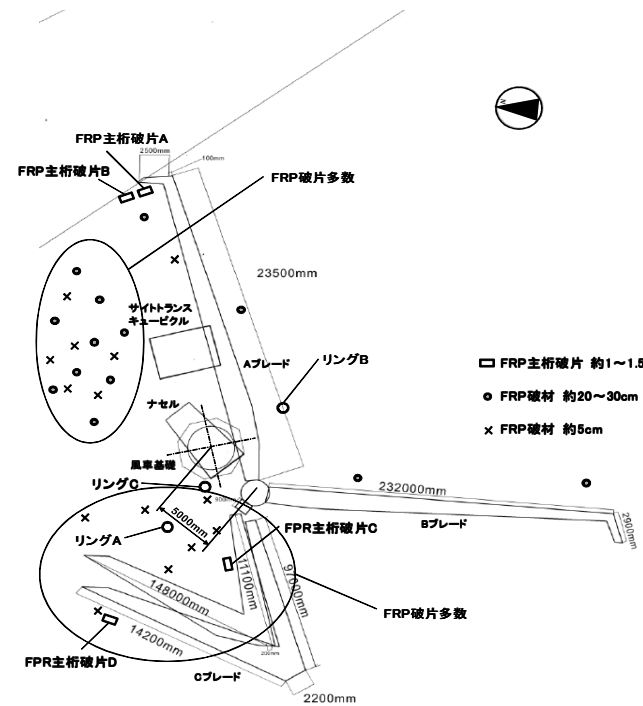 FRP主桁破片A
2500mm
100mm
FRP主桁破片B
FRP破片多数
N
23500mm
サイトトランス
キュービクル
Aブレード
リングB
FRP主桁破片 約1～1.5
FRP破材 約20～30cm
FRP破材 約5cm
ナセル
風車基礎
リングC
232000mm
Bブレード
2900mm
5000mm
リングA
FPR主桁破片C
11100mm
97000mm
148000mm
FRP破片多数
14200mm
200mm
FPR主桁破片D
Cブレード
2200mm